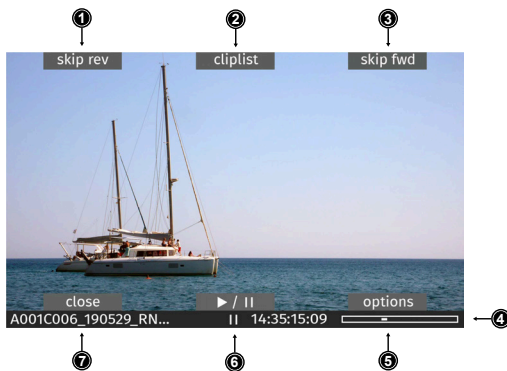 1 2 3
skip rev cliplist skip fwd
close ▶ / II options
A001C006_190529_RN... II 14:35:15:09 4
7 6 5